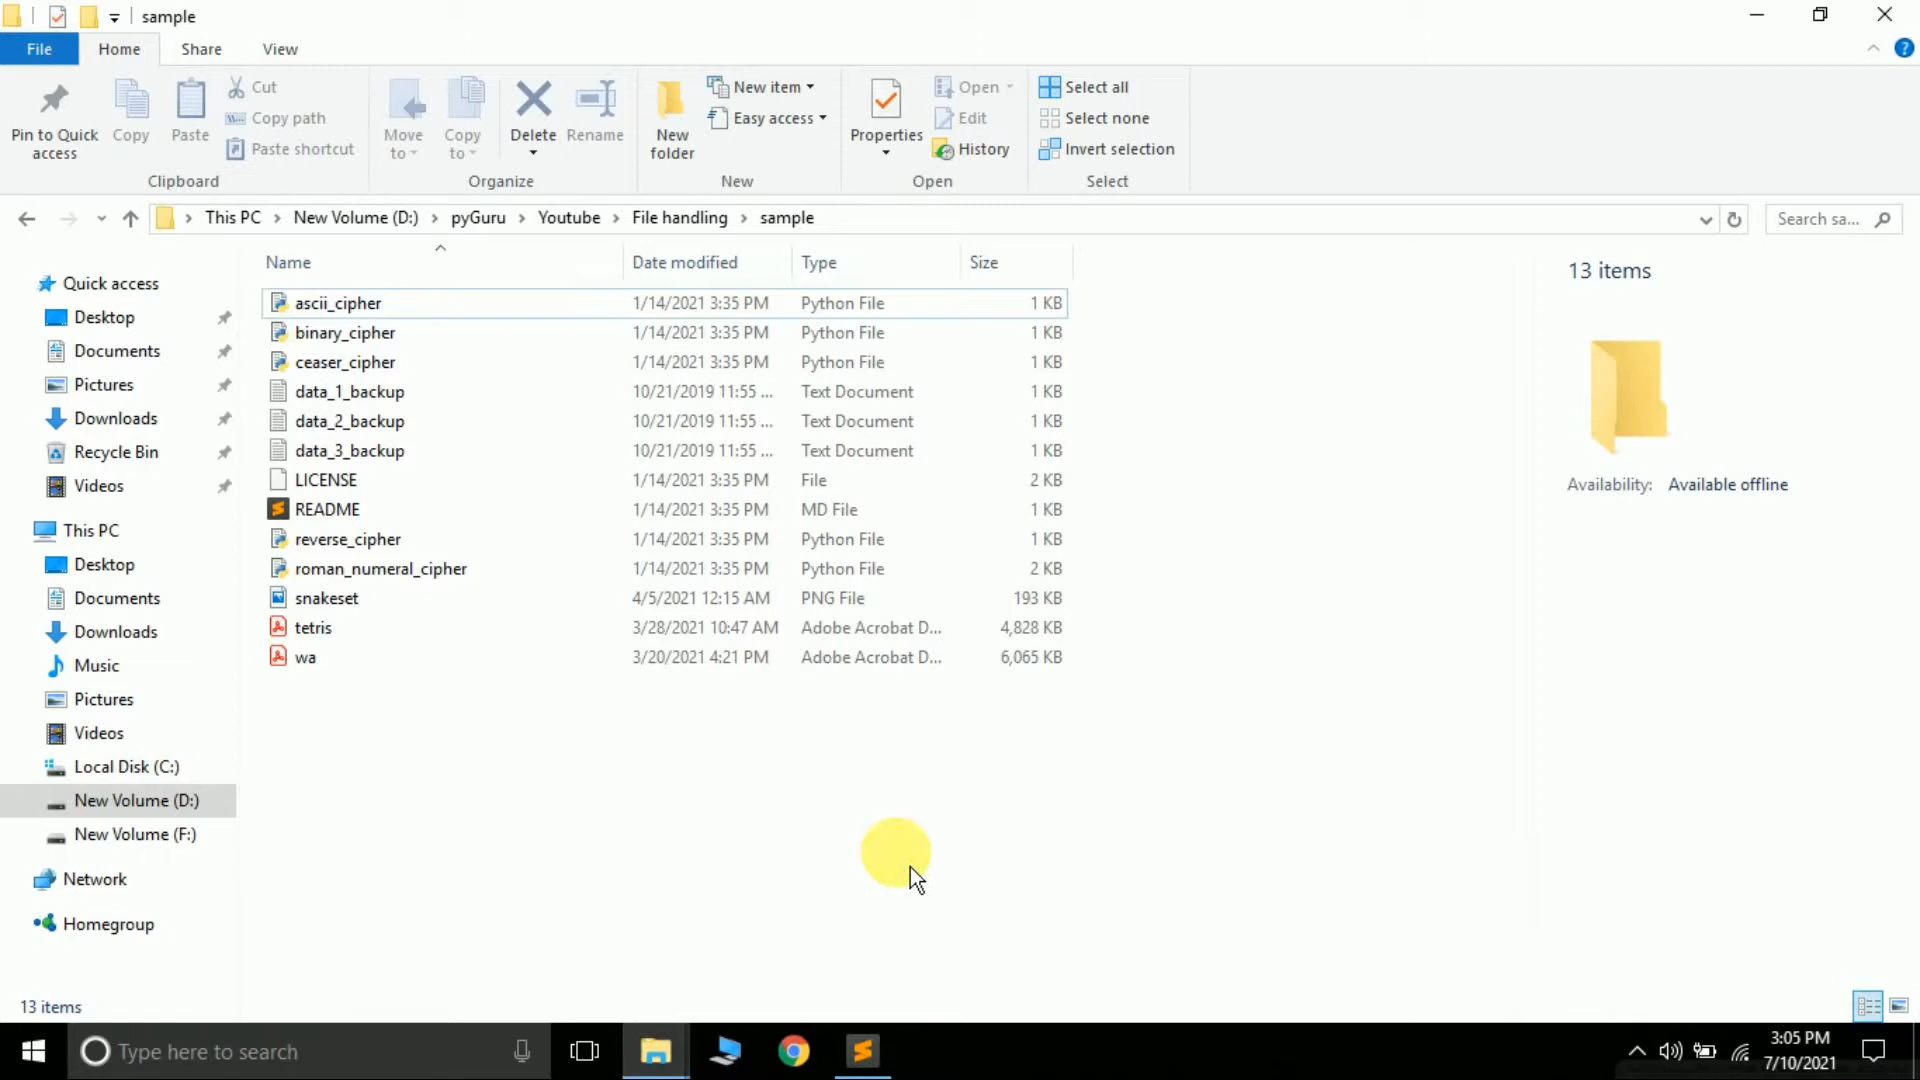 sample
File Home Share View
Pin to Quick access
Copy
Paste
Cut
Copy path
Paste shortcut
Clipboard
Move to
Copy to
Delete
Rename
Organize
New folder
New item
Easy access
New
Properties
Open
Edit
History
Open
Select all
Select none
Invert selection
Select
This PC > New Volume (D:) > pyGuru > Youtube > File handling > sample
Search sa...
Quick access
Desktop
Documents
Pictures
Downloads
Recycle Bin
Videos
This PC
Desktop
Documents
Downloads
Music
Pictures
Videos
Local Disk (C:)
New Volume (D:)
New Volume (F:)
Network
Homegroup
Name Date modified Type Size
ascii_cipher 1/14/2021 3:35 PM Python File 1 KB
binary_cipher 1/14/2021 3:35 PM Python File 1 KB
ceaser_cipher 1/14/2021 3:35 PM Python File 1 KB
data_1_backup 10/21/2019 11:55 ... Text Document 1 KB
data_2_backup 10/21/2019 11:55 ... Text Document 1 KB
data_3_backup 10/21/2019 11:55 ... Text Document 1 KB
LICENSE 1/14/2021 3:35 PM File 2 KB
README 1/14/2021 3:35 PM MD File 1 KB
reverse_cipher 1/14/2021 3:35 PM Python File 1 KB
roman_numeral_cipher 1/14/2021 3:35 PM Python File 2 KB
snakeset 4/5/2021 12:15 AM PNG File 193 KB
tetris 3/28/2021 10:47 AM Adobe Acrobat D... 4,828 KB
wa 3/20/2021 4:21 PM Adobe Acrobat D... 6,065 KB
13 items
Availability: Available offline
13 items
Type here to search
3:05 PM
7/10/2021